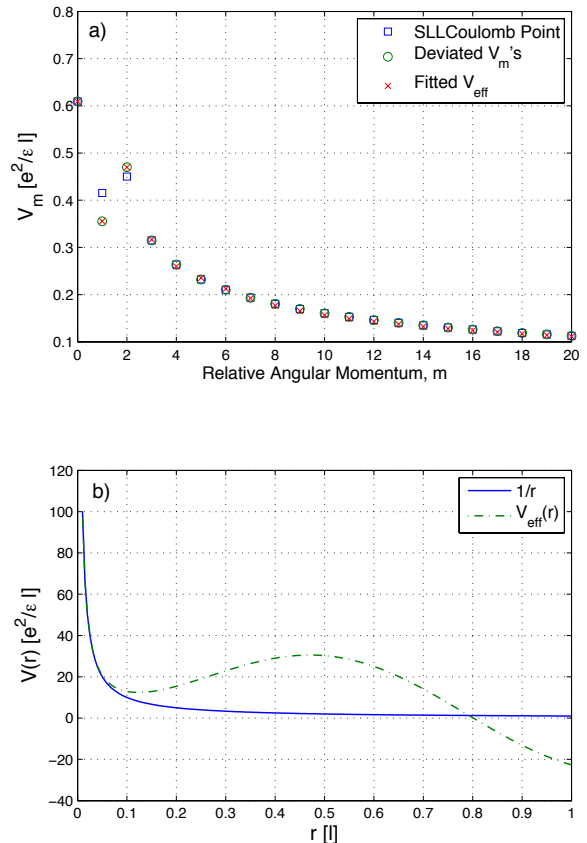 a)
SLLCoulomb Point
Deviated V_m's
Fitted V_eff
V_m [e^2/ε l]
0.8
0.7
0.6
0.5
0.4
0.3
0.2
0.1
0 2 4 6 8 10 12 14 16 18 20
Relative Angular Momentum, m
b)
1/r
V_eff(r)
V(r) [e^2/ε l]
120
100
80
60
40
20
0
−20
−40
0 0.1 0.2 0.3 0.4 0.5 0.6 0.7 0.8 0.9 1
r [l]